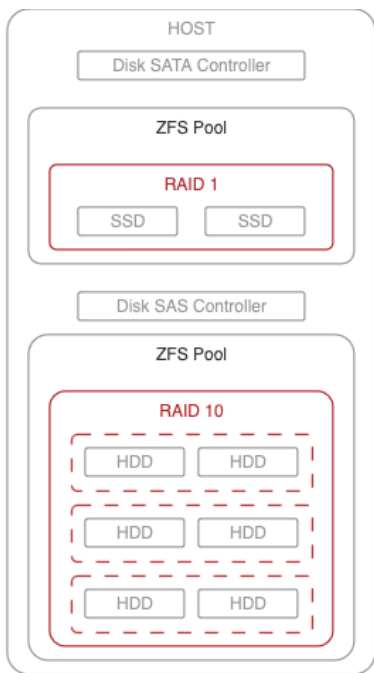 HOST
Disk SATA Controller
ZFS Pool
RAID 1
SSD SSD
Disk SAS Controller
ZFS Pool
RAID 10
HDD HDD
HDD HDD
HDD HDD